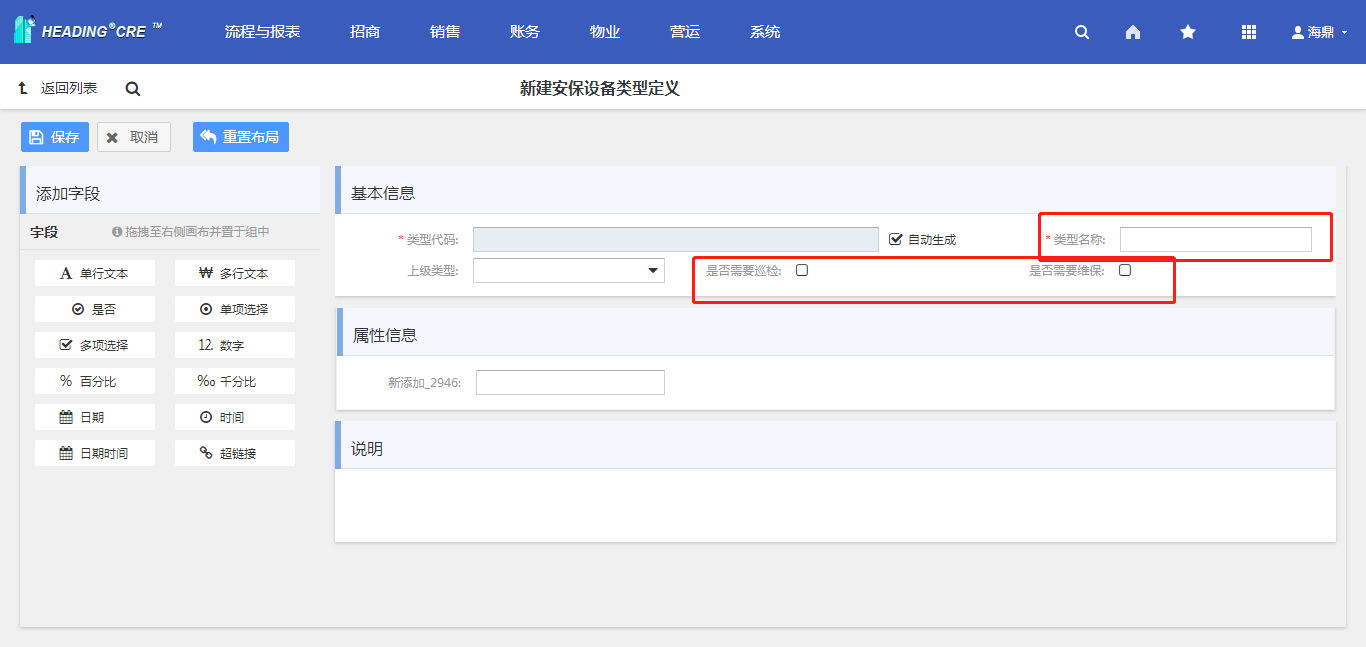 HEADING®CRE ™ 流程与报表 招商 销售 账务 物业 营运 系统 海鼎
返回列表 新建安保设备类型定义
保存 取消 重置布局
添加字段
字段 拖拽至右侧画布并置于组中
A 单行文本 ₩ 多行文本
是否 单项选择
多项选择 12. 数字
% 百分比 ‰ 千分比
日期 时间
日期时间 超链接
基本信息
* 类型代码: 自动生成 * 类型名称:
上级类型: 是否需要巡检: 是否需要维保:
属性信息
新添加_2946:
说明